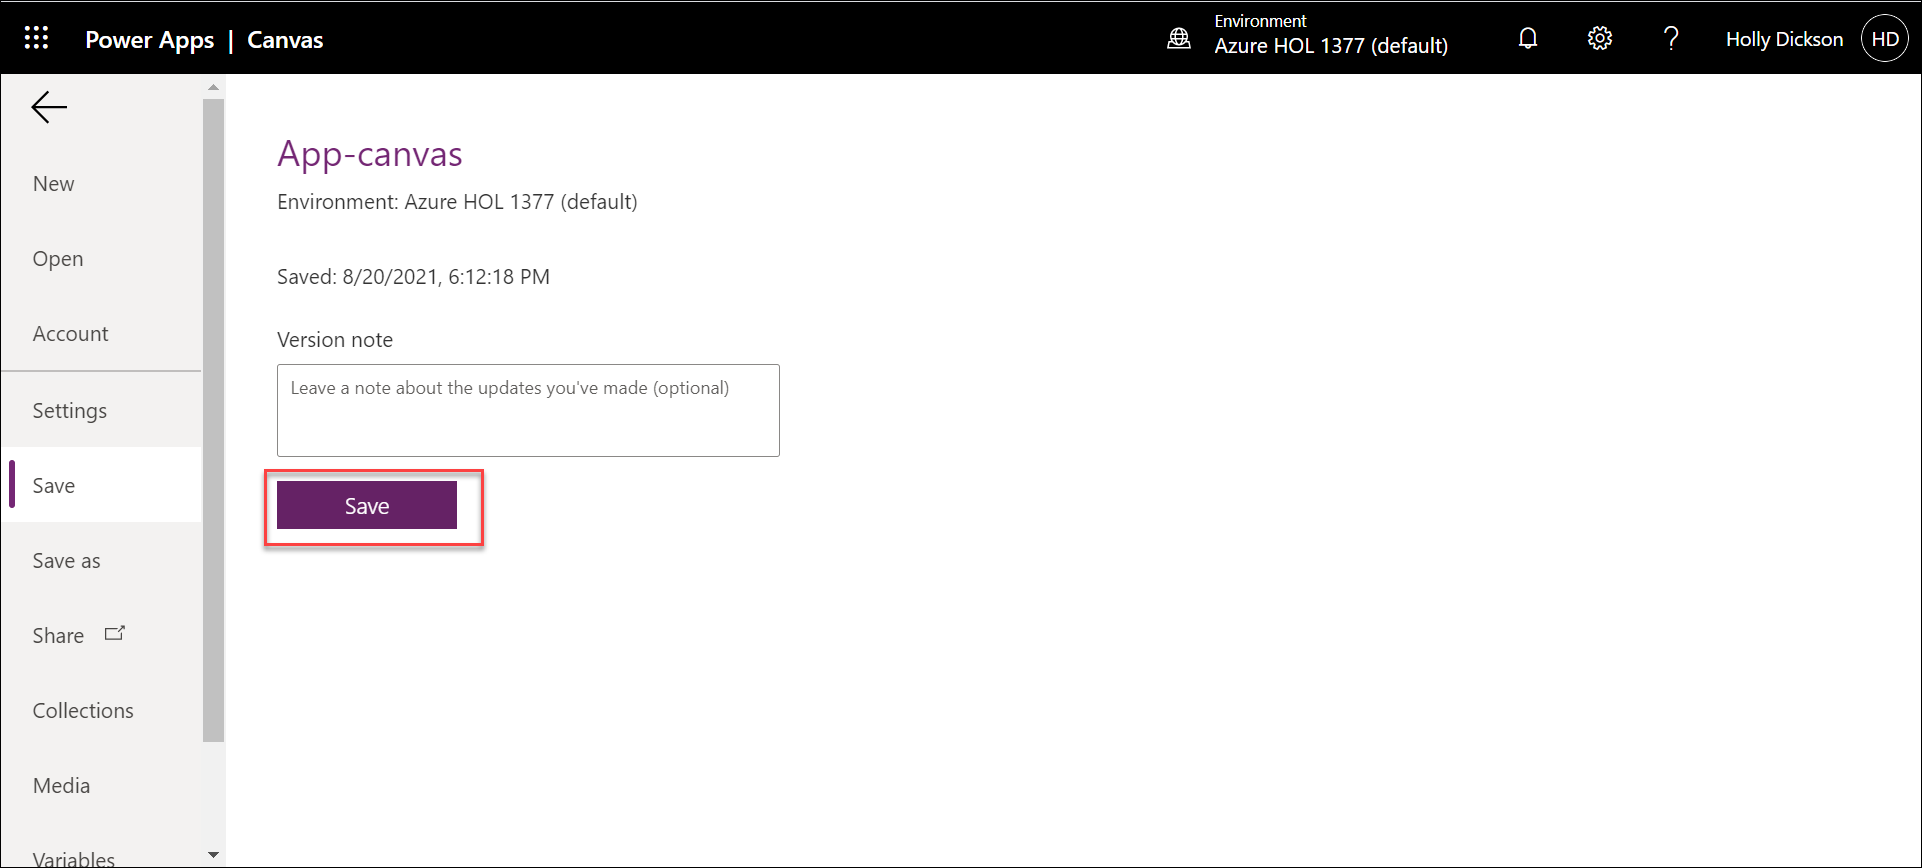 Power Apps | Canvas
Environment
Azure HOL 1377 (default)
Holly Dickson
HD
New
Open
Account
Settings
Save
Save as
Share
Collections
Media
Variables
App-canvas
Environment: Azure HOL 1377 (default)
Saved: 8/20/2021, 6:12:18 PM
Version note
Leave a note about the updates you've made (optional)
Save